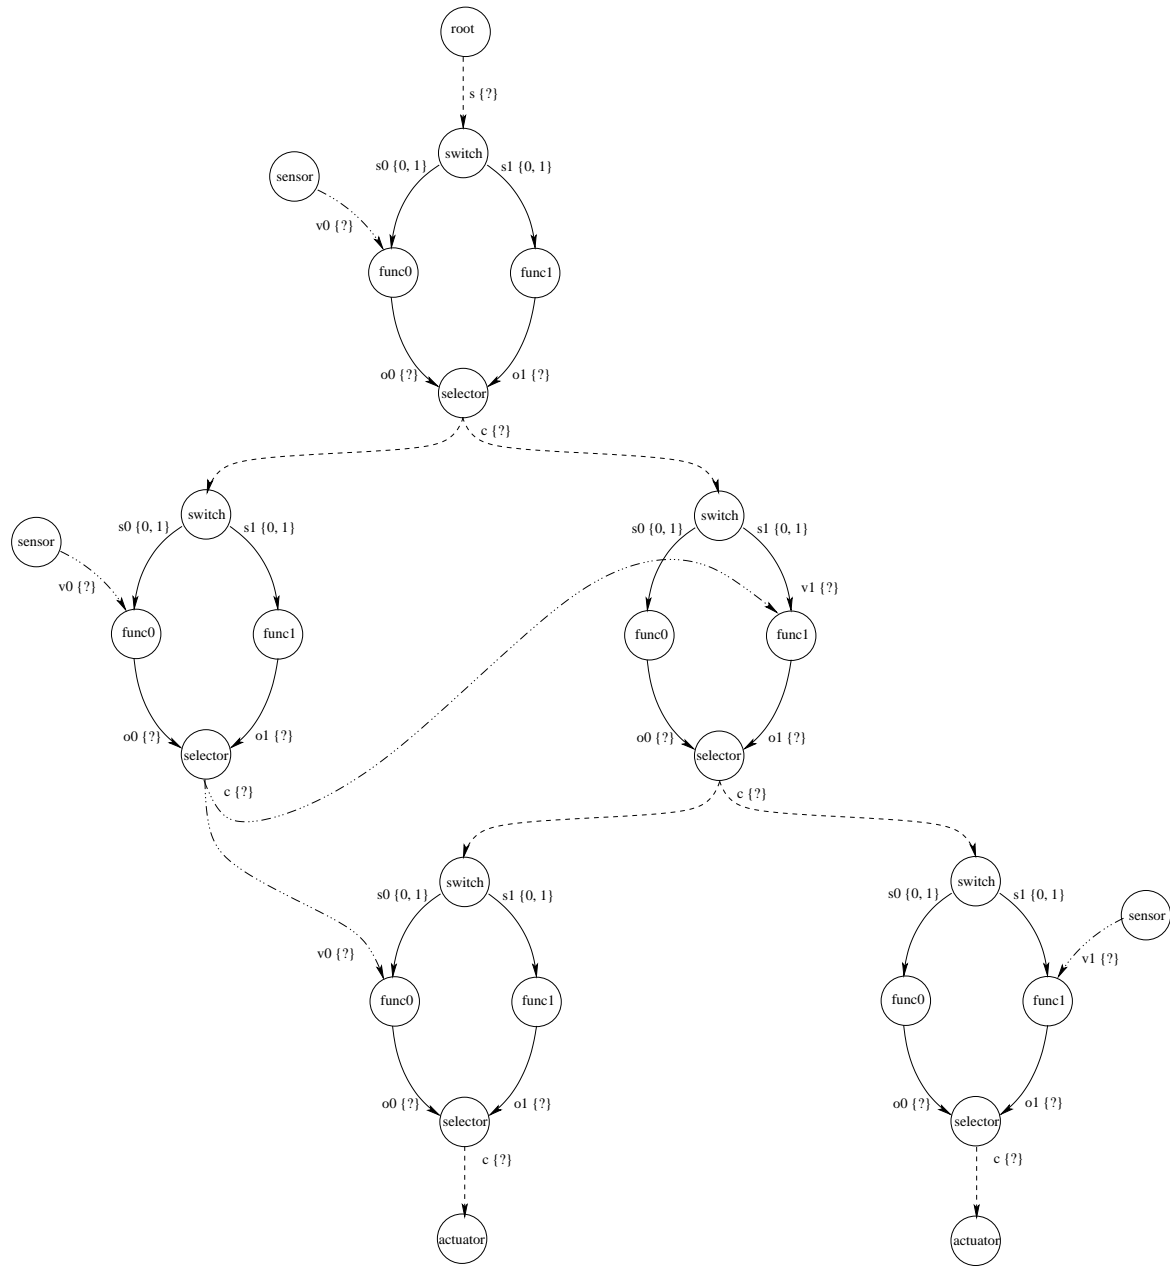 root
s {?}
switch
s0 {0, 1}
s1 {0, 1}
sensor
v0 {?}
func0
func1
o0 {?}
o1 {?}
selector
c {?}
switch
s0 {0, 1}
s1 {0, 1}
sensor
v0 {?}
func0
func1
o0 {?}
o1 {?}
selector
c {?}
switch
s0 {0, 1}
s1 {0, 1}
v1 {?}
func0
func1
o0 {?}
o1 {?}
selector
c {?}
switch
s0 {0, 1}
s1 {0, 1}
v0 {?}
func0
func1
o0 {?}
o1 {?}
selector
c {?}
actuator
switch
s0 {0, 1}
s1 {0, 1}
sensor
v1 {?}
func0
func1
o0 {?}
o1 {?}
selector
c {?}
actuator